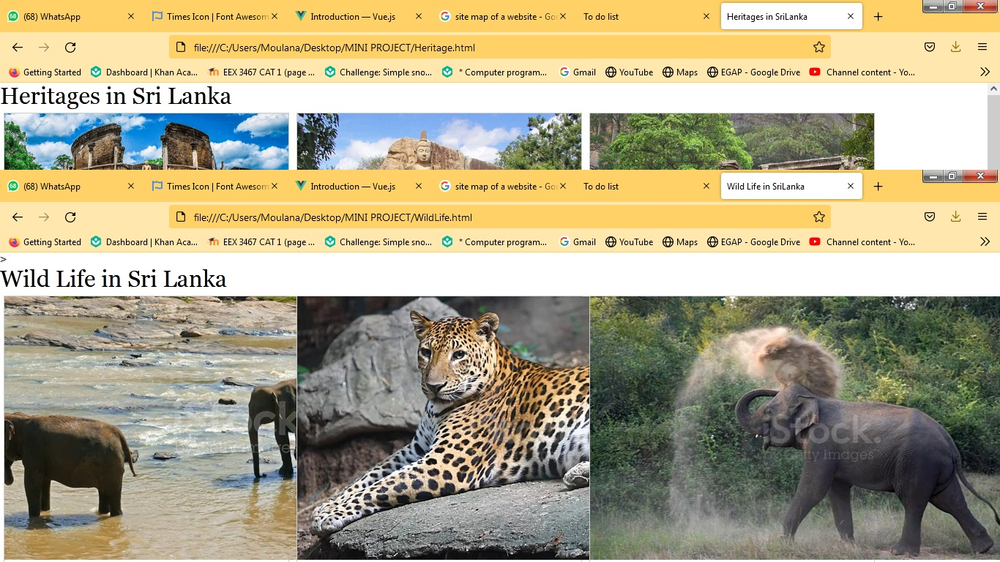 68 (68) WhatsApp Times Icon | Font Awesom Introduction — Vue.js site map of a website - Goo To do list Heritages in SriLanka
file:///C:/Users/Moulana/Desktop/MINI PROJECT/Heritage.html
Getting Started Dashboard | Khan Aca... EEX 3467 CAT 1 (page ... Challenge: Simple sno... * Computer program... Gmail YouTube Maps EGAP - Google Drive Channel content - Yo...
Heritages in Sri Lanka
68 (68) WhatsApp Times Icon | Font Awesom Introduction — Vue.js site map of a website - Goo To do list Wild Life in SriLanka
file:///C:/Users/Moulana/Desktop/MINI PROJECT/WildLife.html
Getting Started Dashboard | Khan Aca... EEX 3467 CAT 1 (page ... Challenge: Simple sno... * Computer program... Gmail YouTube Maps EGAP - Google Drive Channel content - Yo...
>
Wild Life in Sri Lanka
iStock.
Getty Images